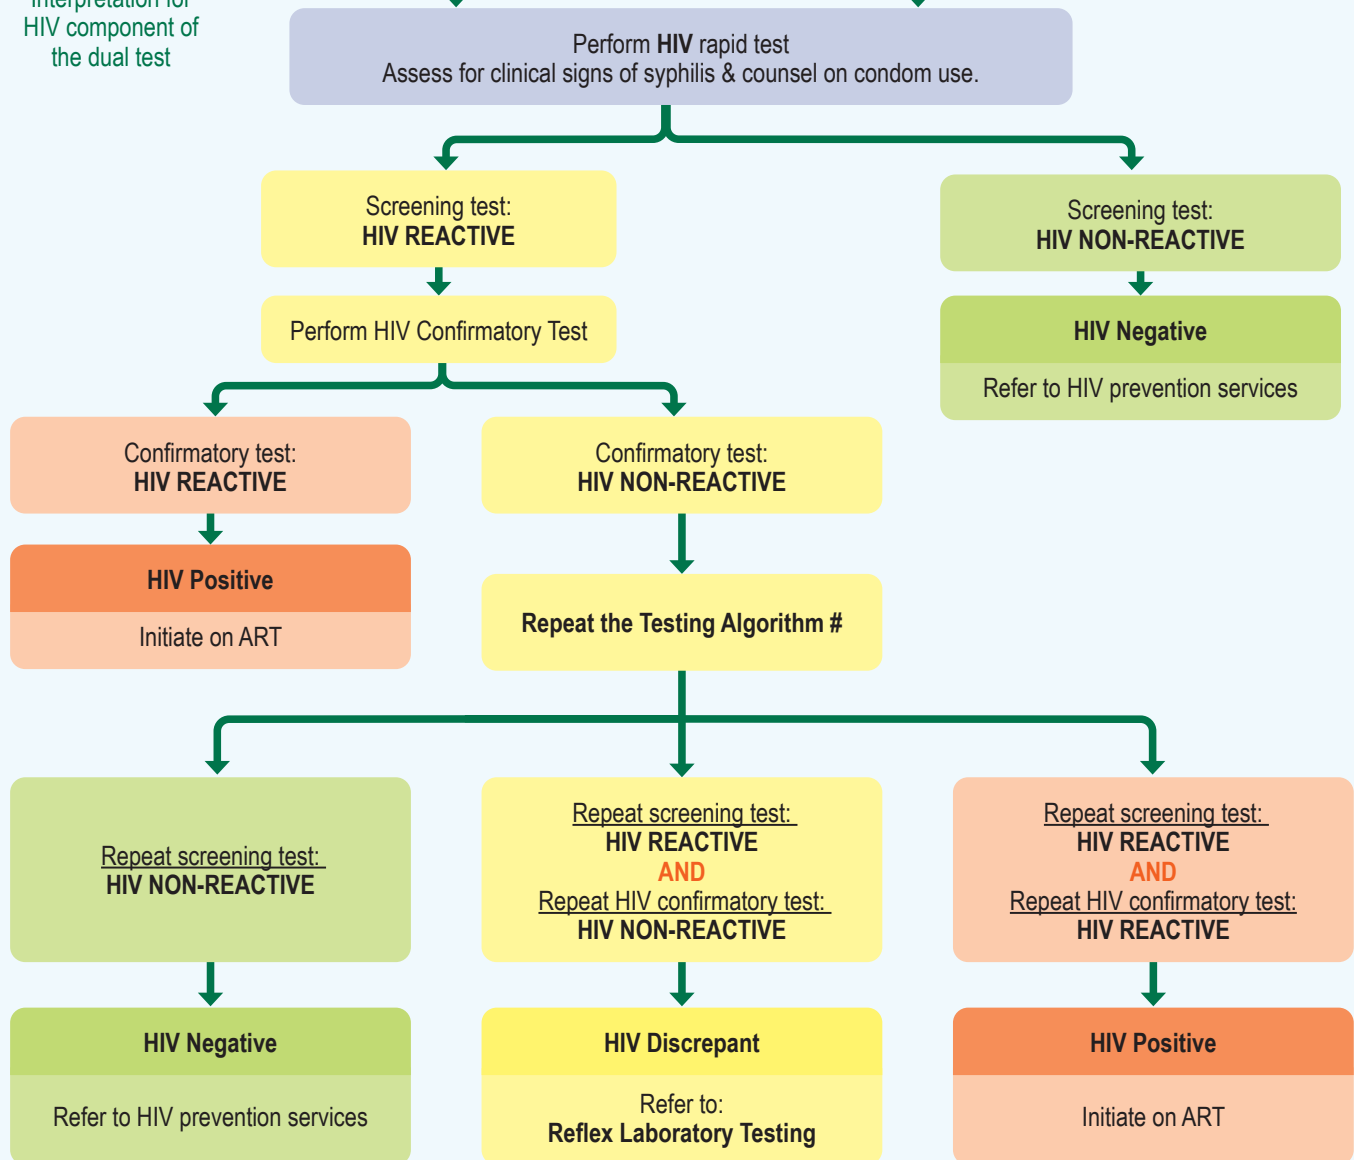 Interpretation for
HIV component of
the dual test
Perform HIV rapid test
Assess for clinical signs of syphilis & counsel on condom use.
Screening test:
HIV REACTIVE
Screening test:
HIV NON-REACTIVE
Perform HIV Confirmatory Test
HIV Negative
Refer to HIV prevention services
Confirmatory test:
HIV REACTIVE
Confirmatory test:
HIV NON-REACTIVE
HIV Positive
Initiate on ART
Repeat the Testing Algorithm #
Repeat screening test:
HIV NON-REACTIVE
Repeat screening test:
HIV REACTIVE
AND
Repeat HIV confirmatory test:
HIV NON-REACTIVE
Repeat screening test:
HIV REACTIVE
AND
Repeat HIV confirmatory test:
HIV REACTIVE
HIV Negative
Refer to HIV prevention services
HIV Discrepant
Refer to:
Reflex Laboratory Testing
HIV Positive
Initiate on ART